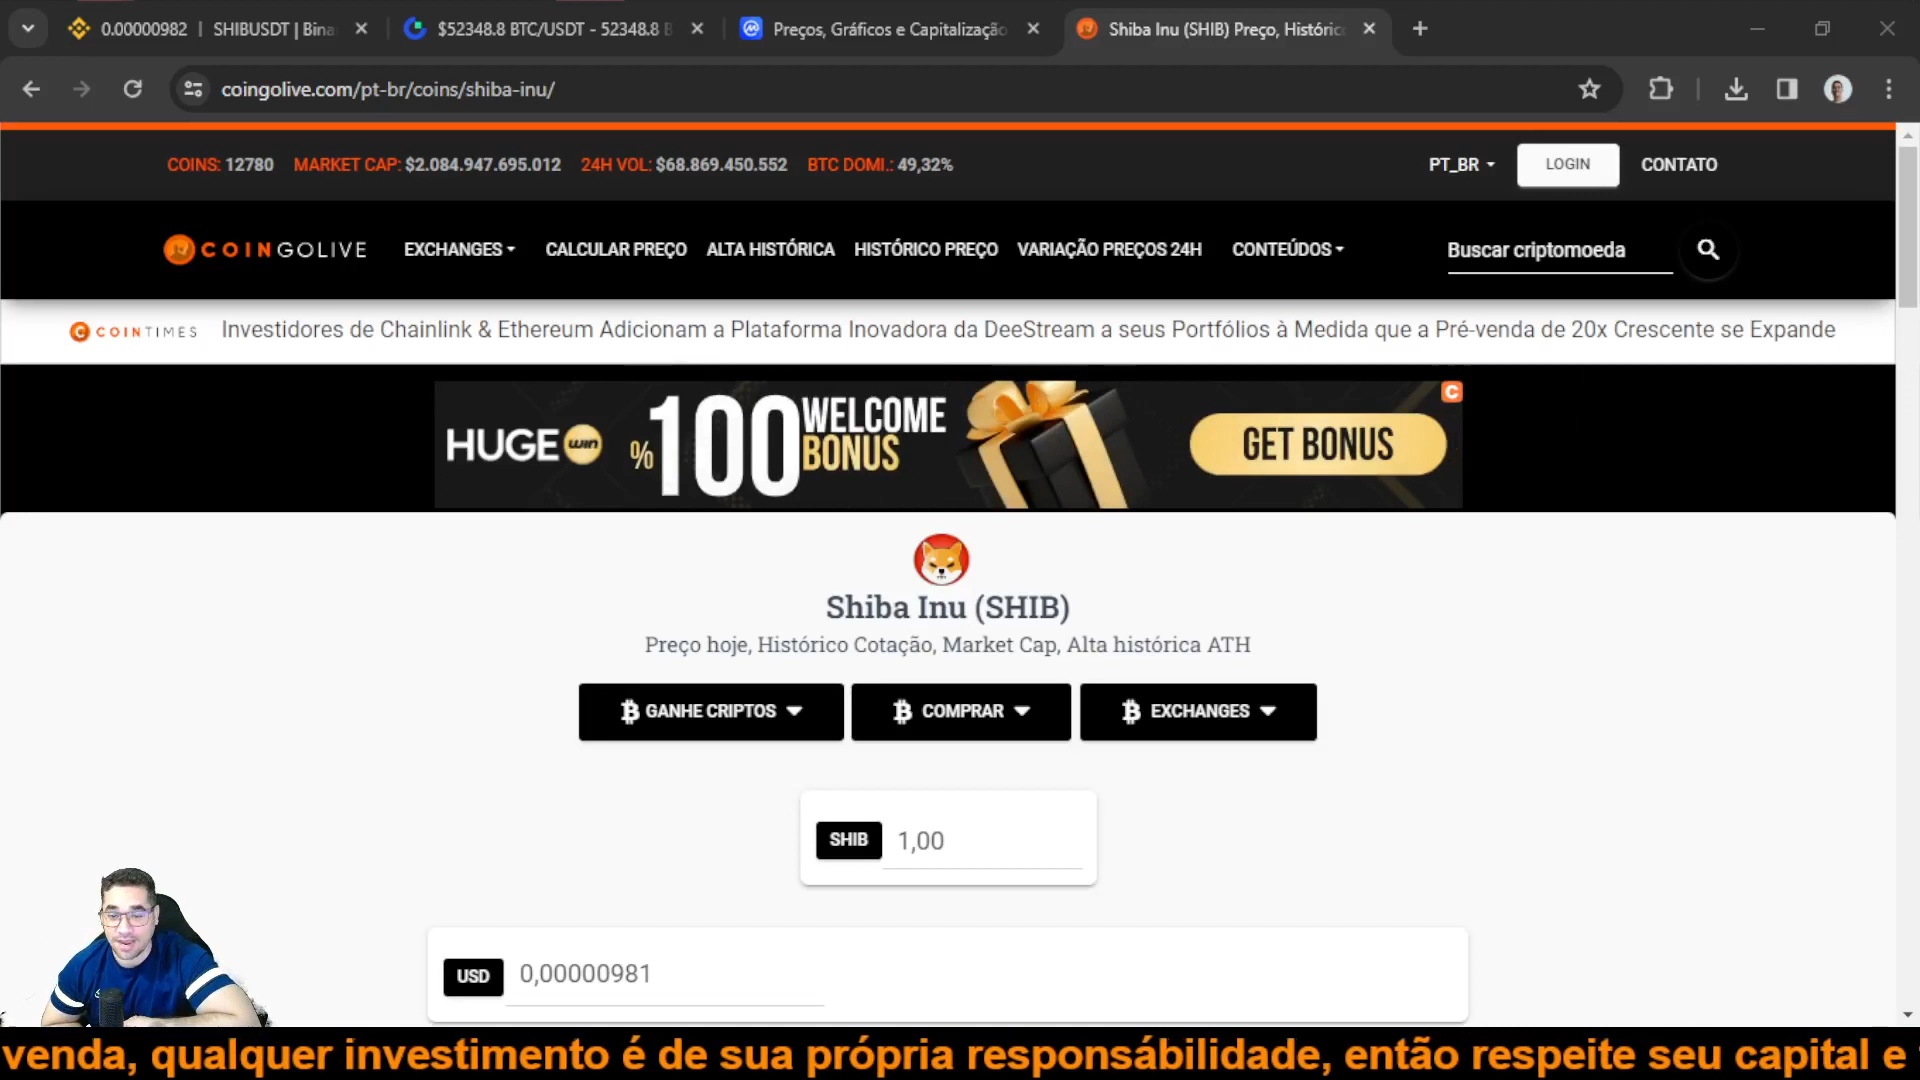 0.00000982 | SHIBUSDT | Bina
$52348.8 BTC/USDT - 52348.8 B
Preços, Gráficos e Capitalização
Shiba Inu (SHIB) Preço, Históric
coingolive.com/pt-br/coins/shiba-inu/
COINS: 12780 MARKET CAP: $2.084.947.695.012 24H VOL: $68.869.450.552 BTC DOMI.: 49,32%
PT_BR LOGIN CONTATO
COINGOLIVE EXCHANGES CALCULAR PREÇO ALTA HISTÓRICA HISTÓRICO PREÇO VARIAÇÃO PREÇOS 24H CONTEÚDOS Buscar criptomoeda
COINTIMES Investidores de Chainlink & Ethereum Adicionam a Plataforma Inovadora da DeeStream a seus Portfólios à Medida que a Pré-venda de 20x Crescente se Expande
HUGE win %100 WELCOME BONUS GET BONUS
Shiba Inu (SHIB)
Preço hoje, Histórico Cotação, Market Cap, Alta histórica ATH
GANHE CRIPTOS COMPRAR EXCHANGES
SHIB 1,00
USD 0,00000981
venda, qualquer investimento é de sua própria responsábilidade, então respeite seu capital e